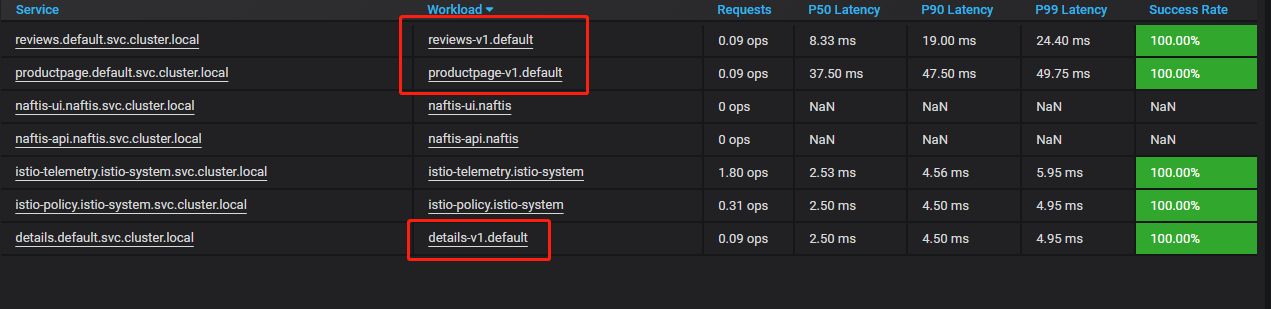 Service Workload Requests P50 Latency P90 Latency P99 Latency Success Rate
reviews.default.svc.cluster.local reviews-v1.default 0.09 ops 8.33 ms 19.00 ms 24.40 ms 100.00%
productpage.default.svc.cluster.local productpage-v1.default 0.09 ops 37.50 ms 47.50 ms 49.75 ms 100.00%
naftis-ui.naftis.svc.cluster.local naftis-ui.naftis 0 ops NaN NaN NaN NaN
naftis-api.naftis.svc.cluster.local naftis-api.naftis 0 ops NaN NaN NaN NaN
istio-telemetry.istio-system.svc.cluster.local istio-telemetry.istio-system 1.80 ops 2.53 ms 4.56 ms 5.95 ms 100.00%
istio-policy.istio-system.svc.cluster.local istio-policy.istio-system 0.31 ops 2.50 ms 4.50 ms 4.95 ms 100.00%
details.default.svc.cluster.local details-v1.default 0.09 ops 2.50 ms 4.50 ms 4.95 ms 100.00%